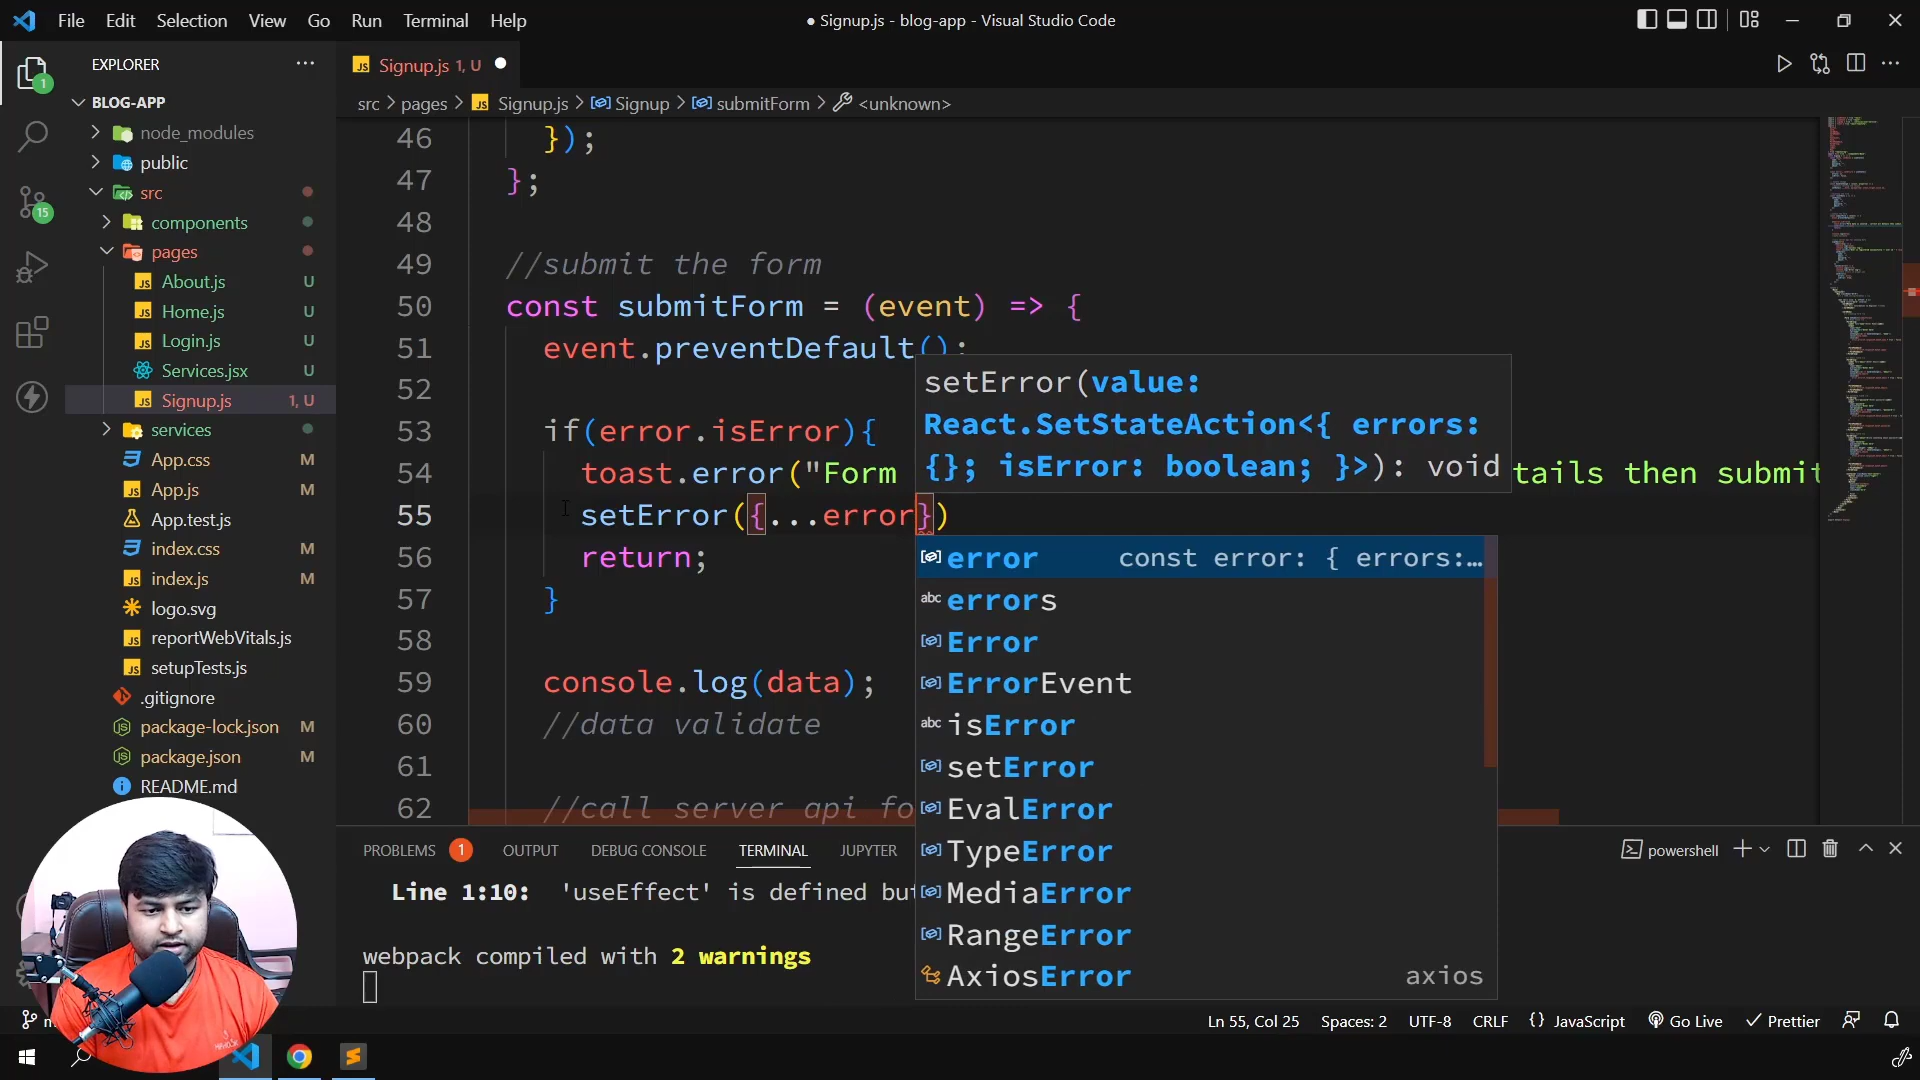 File Edit Selection View Go Run Terminal Help
● Signup.js - blog-app - Visual Studio Code
EXPLORER
BLOG-APP
node_modules
public
src
components
pages
About.js U
Home.js U
Login.js U
Services.jsx U
Signup.js 1, U
services
App.css M
App.js M
App.test.js
index.css M
index.js M
logo.svg
reportWebVitals.js
setupTests.js
.gitignore
package-lock.json M
package.json M
README.md
1
15
Signup.js 1, U
src > pages > Signup.js > Signup > submitForm > <unknown>
46 });
47 };
48
49 //submit the form
50 const submitForm = (event) => {
51 event.preventDefault();
52
53 if(error.isError){
54 toast.error("Form tails then submit
55 setError({...error})
56 return;
57 }
58
59 console.log(data);
60 //data validate
61
62 //call server api fo
setError(value:
React.SetStateAction<{ errors:
{}; isError: boolean; }>): void
error const error: { errors:…
errors
Error
ErrorEvent
isError
setError
EvalError
TypeError
MediaError
RangeError
AxiosError axios
PROBLEMS 1 OUTPUT DEBUG CONSOLE TERMINAL JUPYTER
powershell
Line 1:10: 'useEffect' is defined bu
webpack compiled with 2 warnings
Ln 55, Col 25 Spaces: 2 UTF-8 CRLF {} JavaScript Go Live Prettier